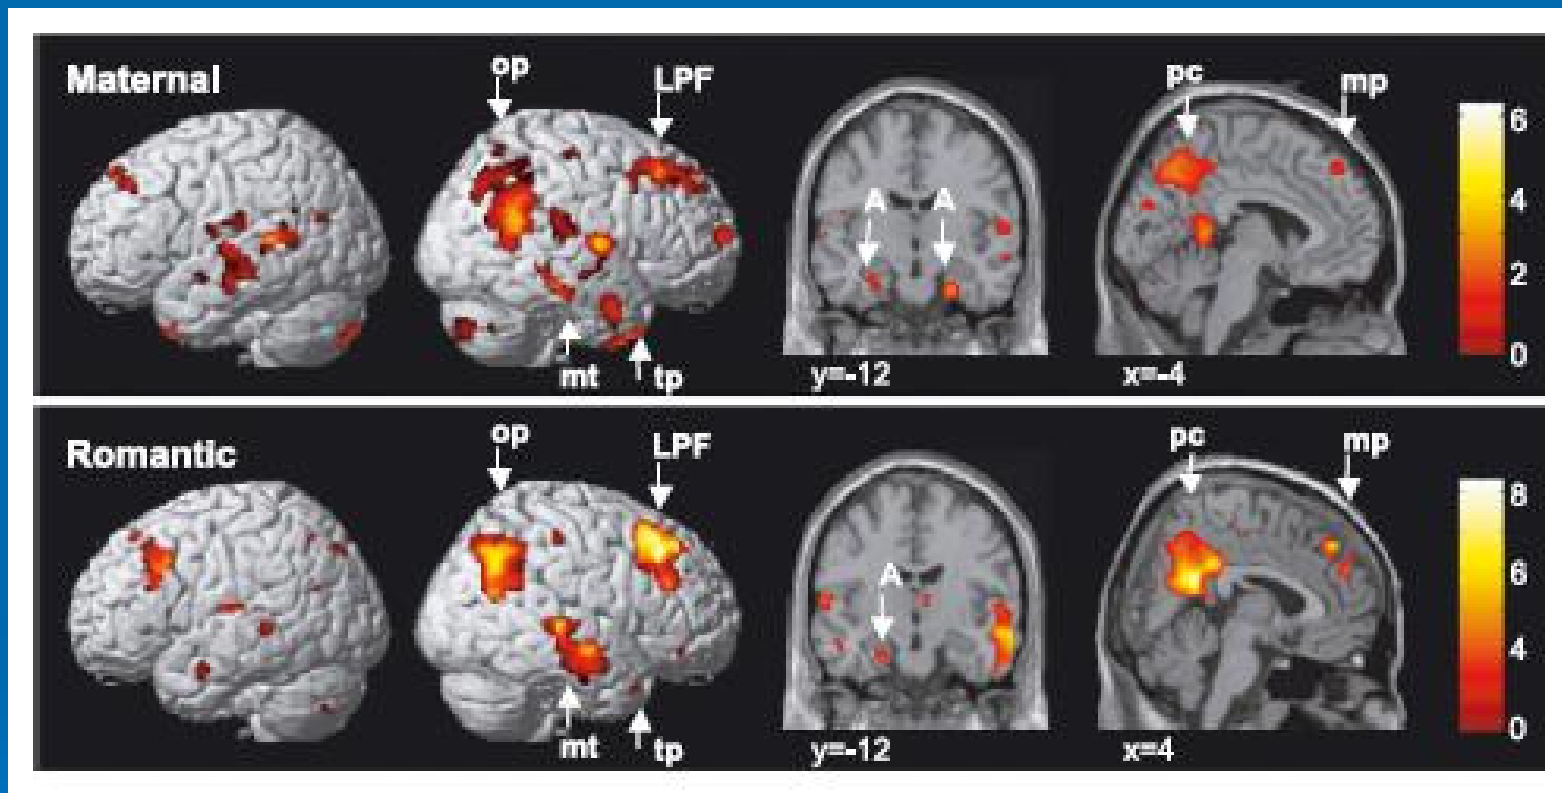 Maternal
op
LPF
A
A
pc
mp
6
4
2
0
mt
tp
y=-12
x=-4
Romantic
op
LPF
A
pc
mp
8
6
4
0
mt
tp
y=-12
x=4